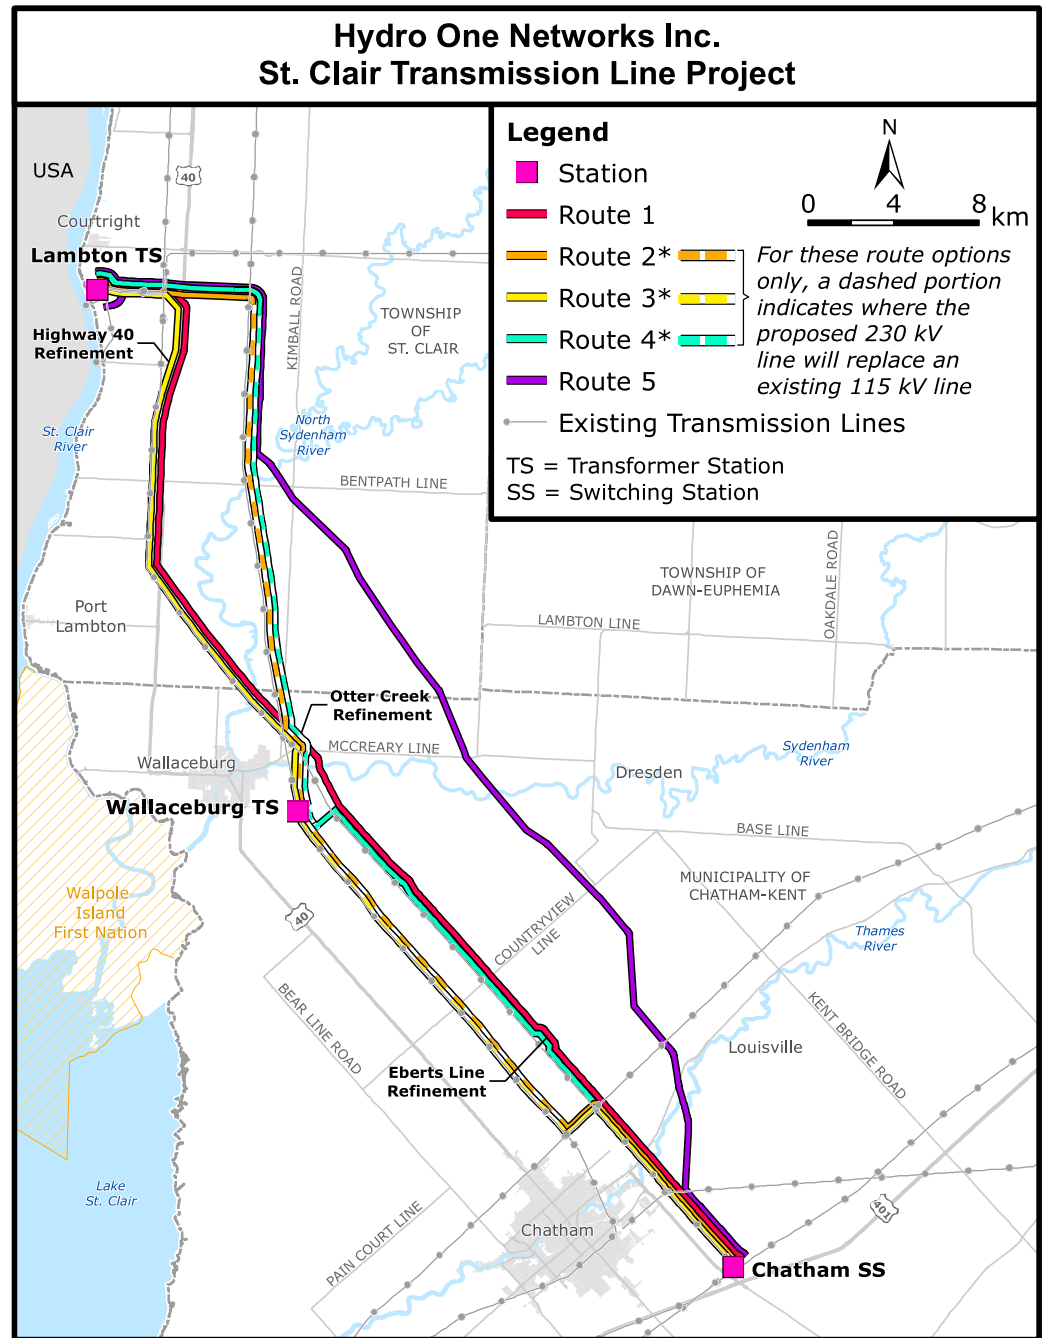 Hydro One Networks Inc.
St. Clair Transmission Line Project
Legend
Station
Route 1
Route 2*
Route 3*
Route 4*
Route 5
Existing Transmission Lines
TS = Transformer Station
SS = Switching Station
For these route options
only, a dashed portion
indicates where the
proposed 230 kV
line will replace an
existing 115 kV line
N
0 4 8 km
USA
40
Courtright
Lambton TS
Highway 40
Refinement
KIMBALL ROAD
TOWNSHIP
OF
ST. CLAIR
St. Clair
River
North
Sydenham
River
BENTPATH LINE
Port
Lambton
TOWNSHIP OF
DAWN-EUPHEMIA
OAKDALE ROAD
LAMBTON LINE
Otter Creek
Refinement
MCCREARY LINE
Wallaceburg
Sydenham
River
Dresden
Wallaceburg TS
BASE LINE
MUNICIPALITY OF
CHATHAM-KENT
Walpole
Island
First Nation
40
COUNTRYVIEW
LINE
Thames
River
BEAR LINE ROAD
KENT BRIDGE ROAD
Louisville
Eberts Line
Refinement
Lake
St. Clair
PAIN COURT LINE
Chatham
401
Chatham SS